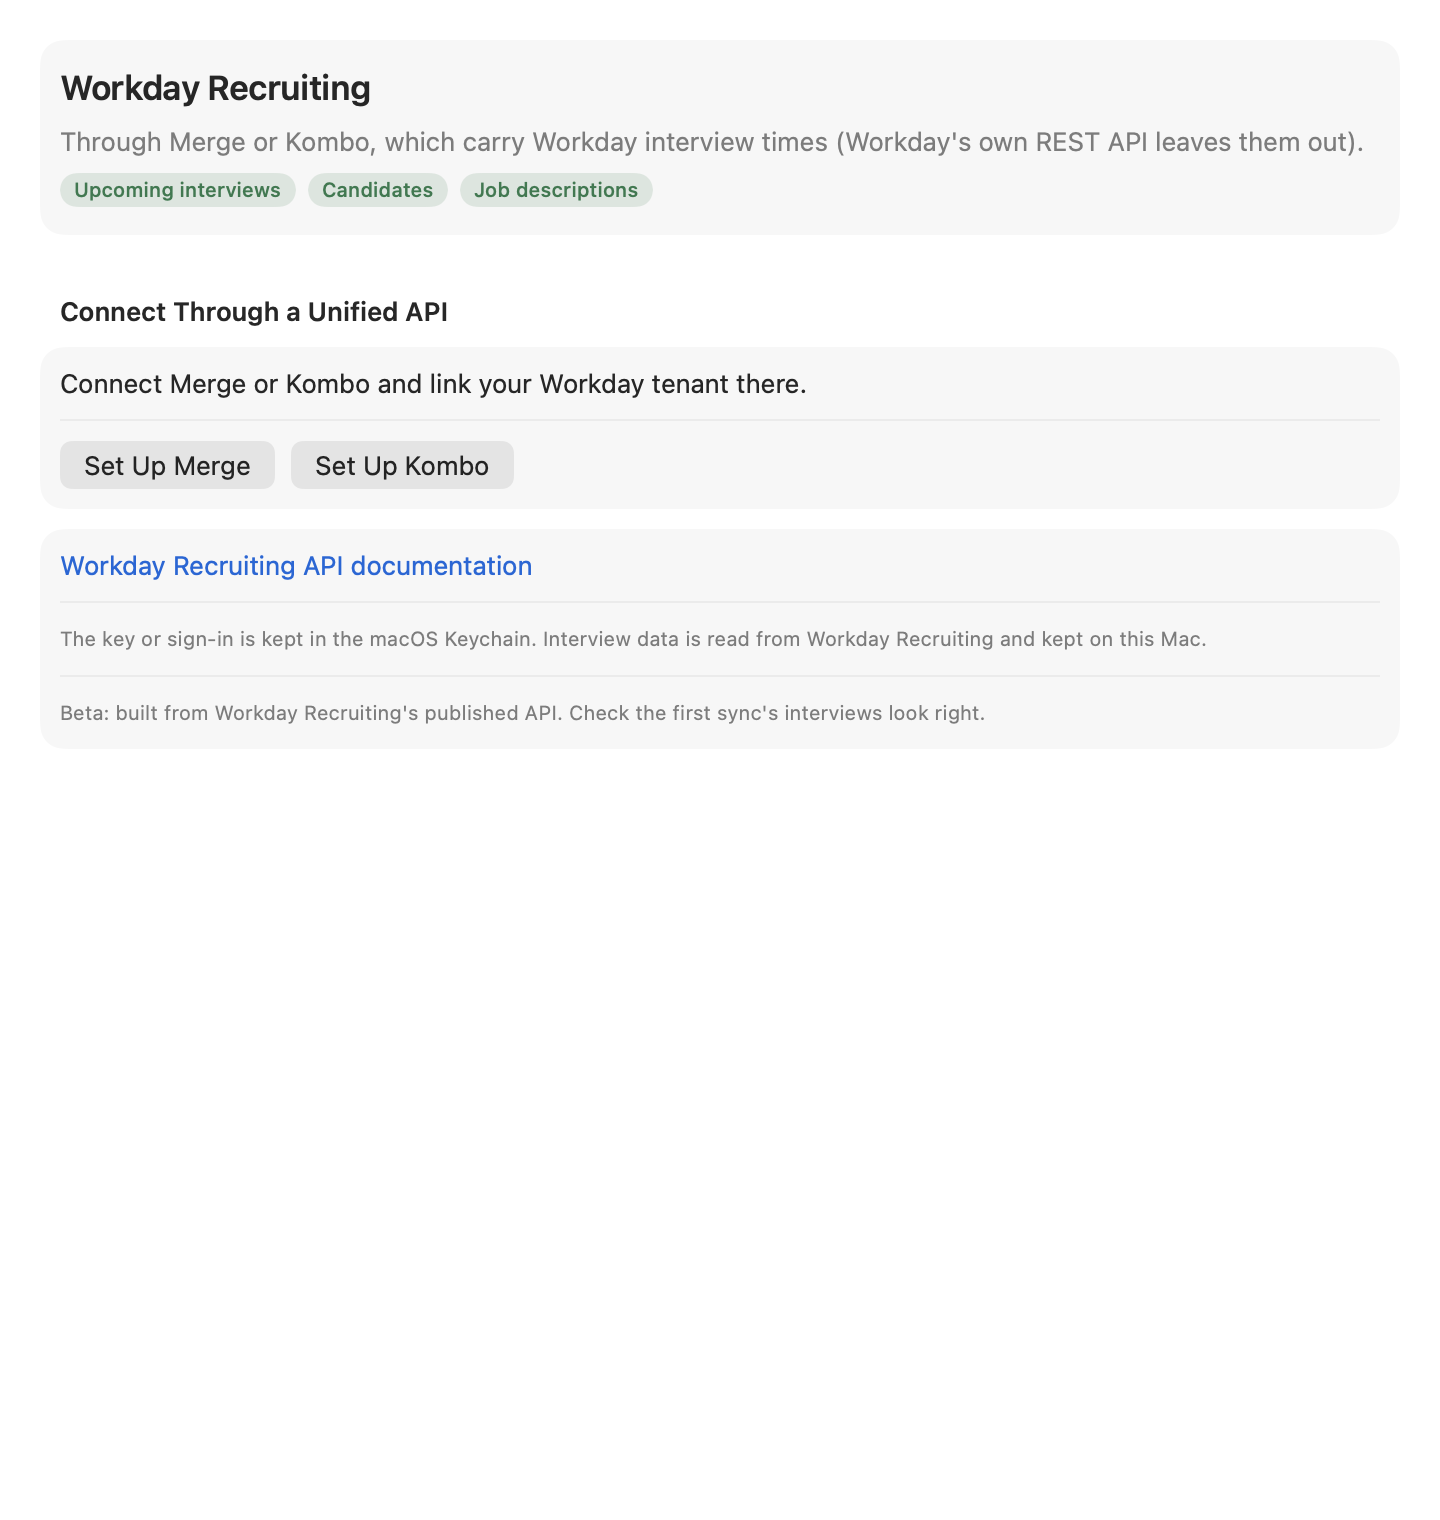 Workday Recruiting
Through Merge or Kombo, which carry Workday interview times (Workday's own REST API leaves them out).
Upcoming interviews Candidates Job descriptions
Connect Through a Unified API
Connect Merge or Kombo and link your Workday tenant there.
Set Up Merge Set Up Kombo
Workday Recruiting API documentation
The key or sign-in is kept in the macOS Keychain. Interview data is read from Workday Recruiting and kept on this Mac.
Beta: built from Workday Recruiting's published API. Check the first sync's interviews look right.